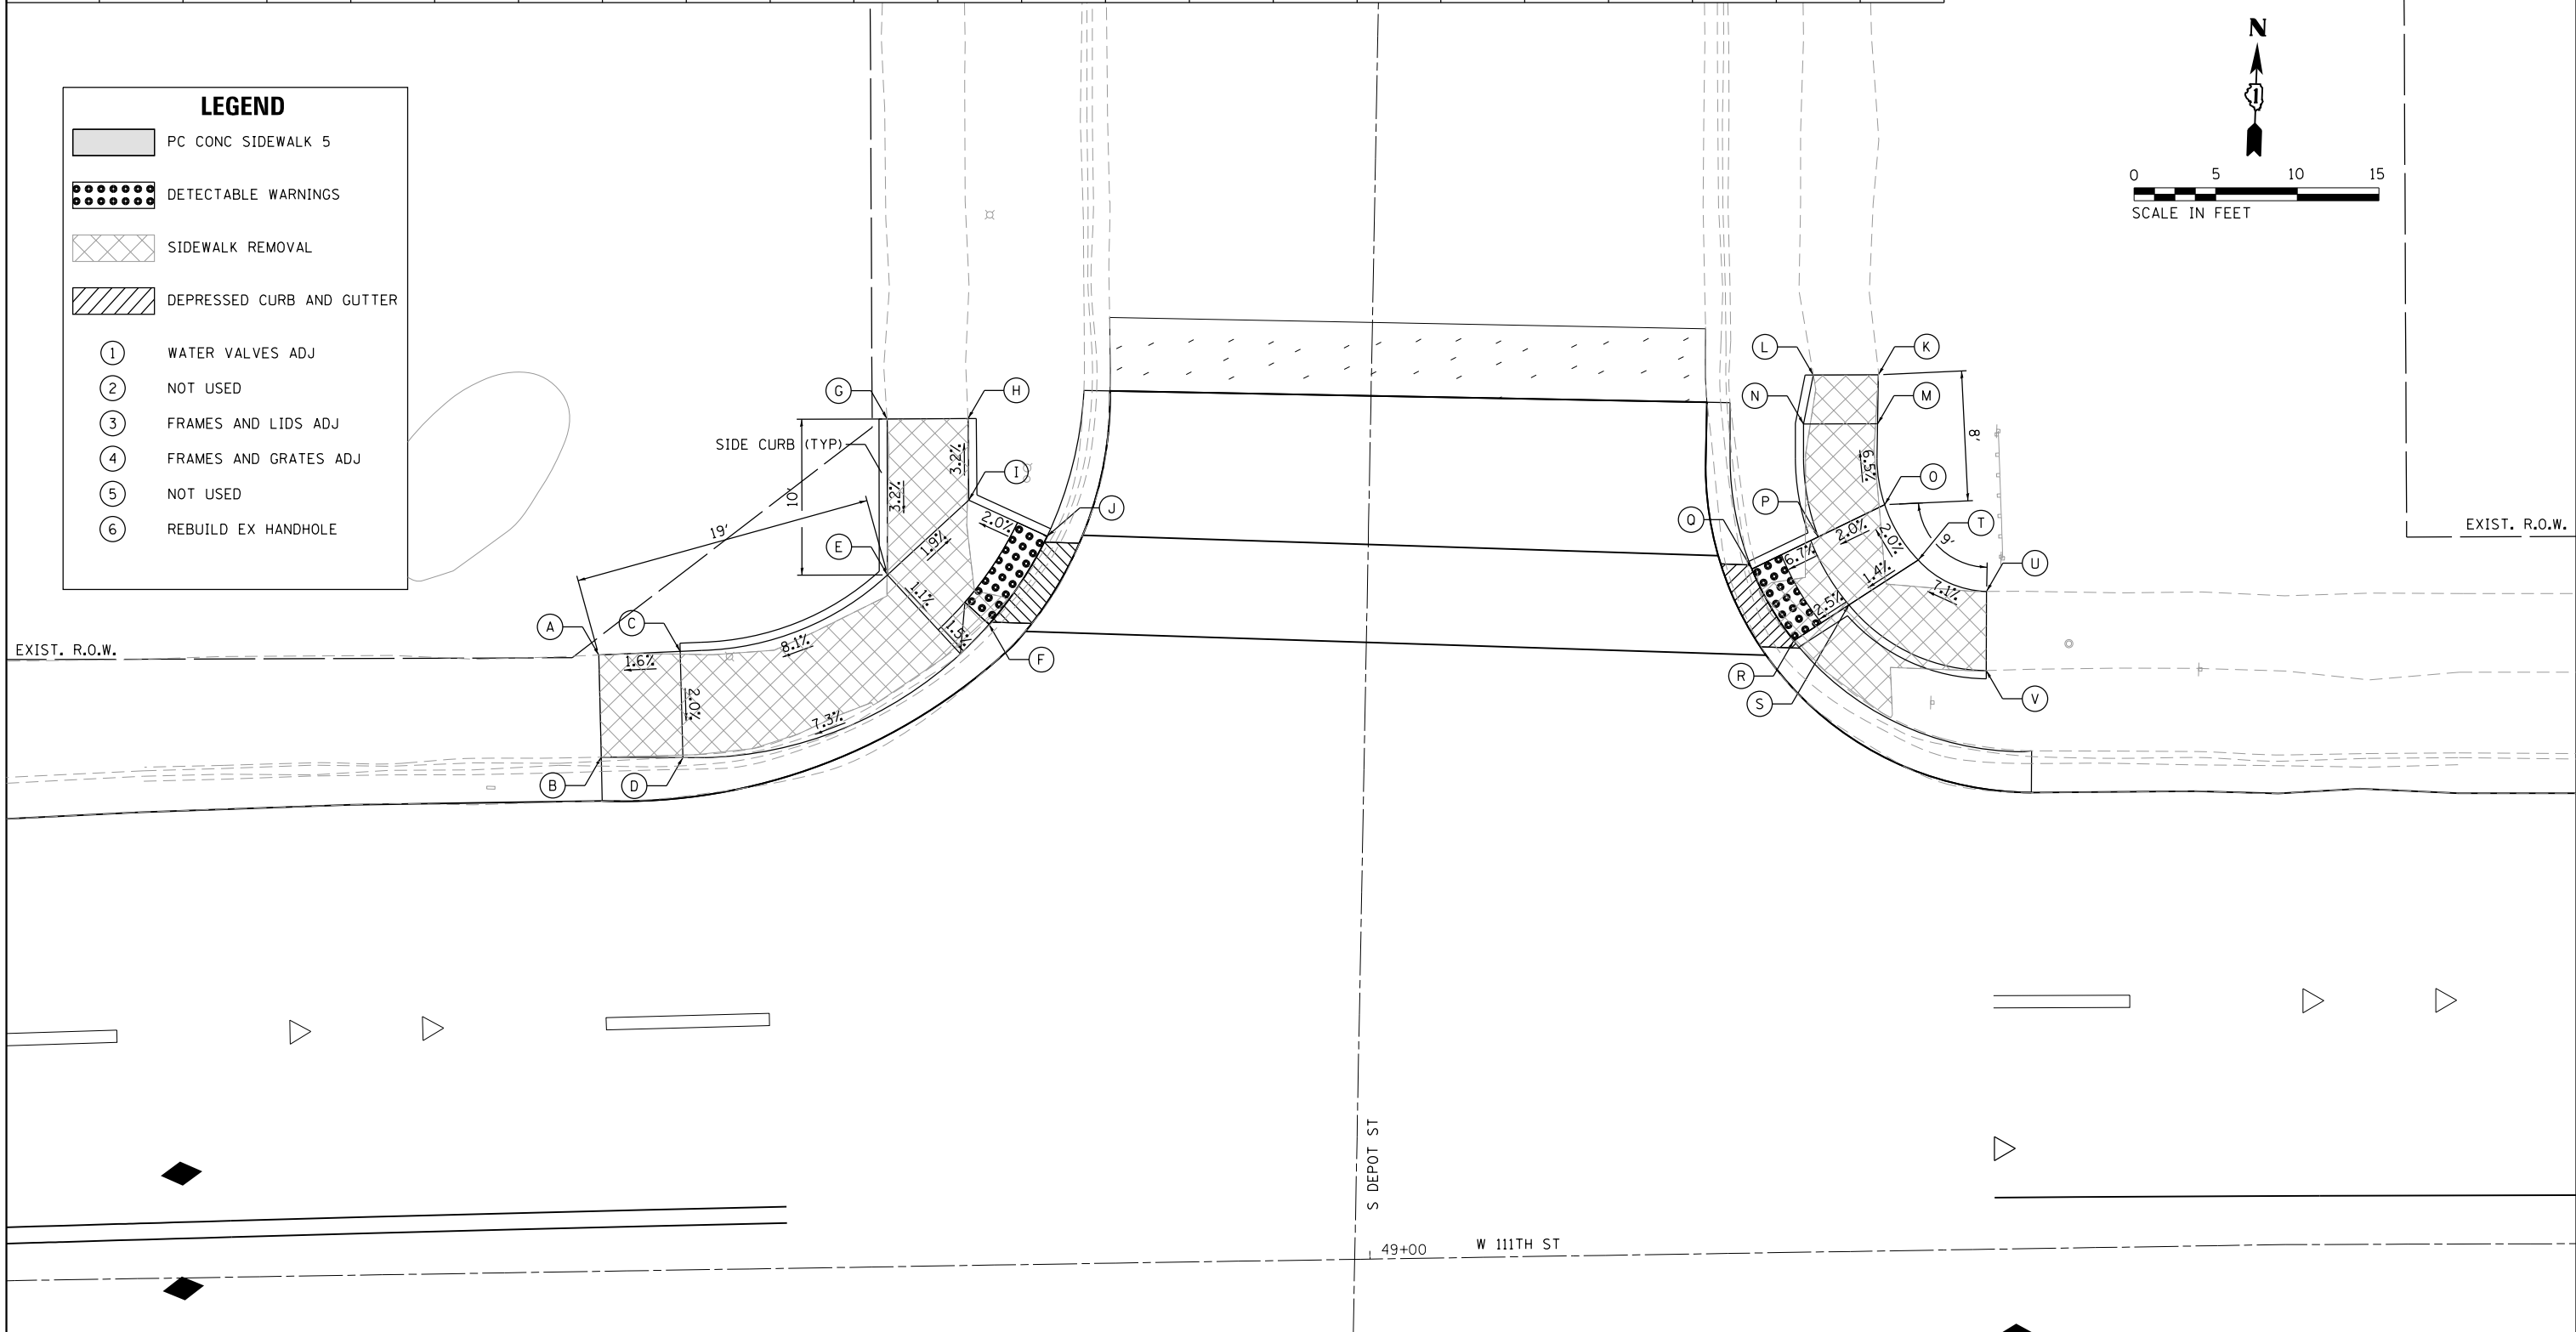 N
1
0 5 10 15
SCALE IN FEET
LEGEND
PC CONC SIDEWALK 5
DETECTABLE WARNINGS
SIDEWALK REMOVAL
DEPRESSED CURB AND GUTTER
1 WATER VALVES ADJ
2 NOT USED
3 FRAMES AND LIDS ADJ
4 FRAMES AND GRATES ADJ
5 NOT USED
6 REBUILD EX HANDHOLE
L
K
G
H
N
M
SIDE CURB (TYP)
3.2%
8'
6.5%
I
O
10'
3.2%
P
J
2.0%
Q
T
EXIST. R.O.W.
19'
2.0%
2.0%
9'
1.9%
6.7%
E
U
1.4%
1.1%
7.1%
2.5%
A
C
1.5%
EXIST. R.O.W.
8.1%
1.6%
F
R
2.0%
S
V
7.3%
B
D
S DEPOT ST
49+00
W 111TH ST